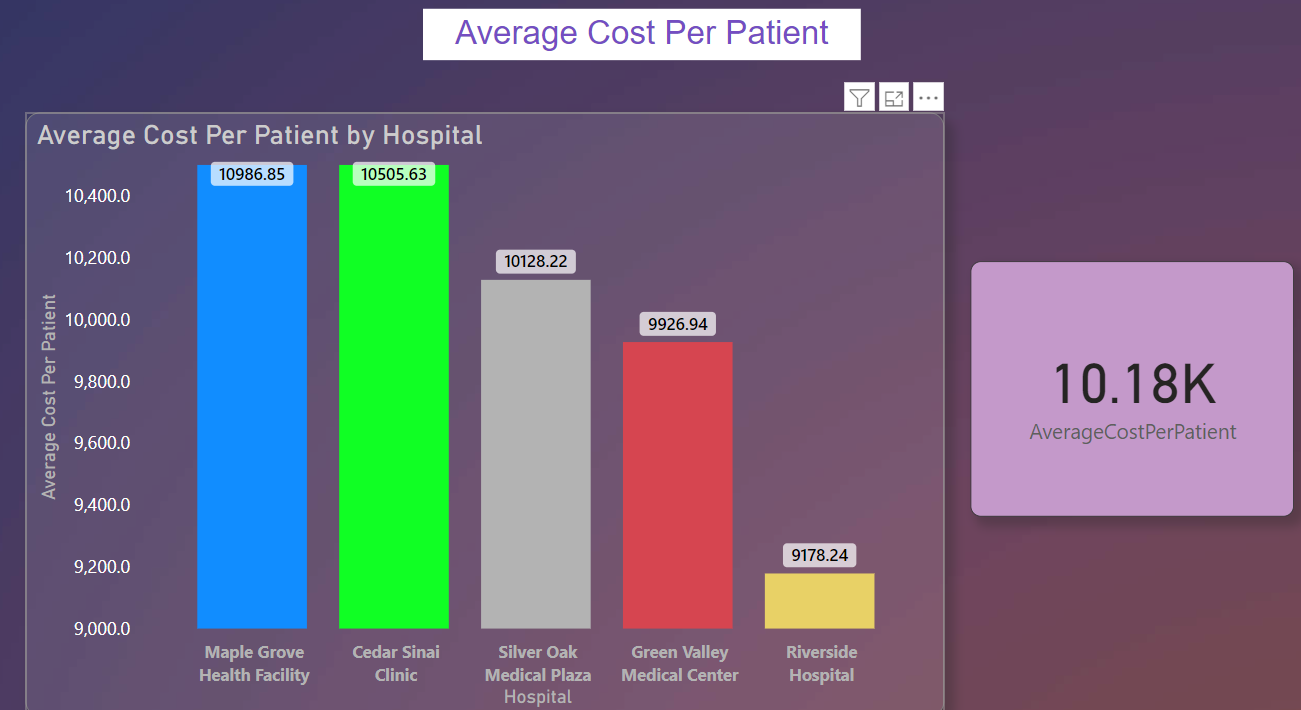 Average Cost Per Patient
Average Cost Per Patient by Hospital
Average Cost Per Patient
10,400.0
10,200.0
10,000.0
9,800.0
9,600.0
9,400.0
9,200.0
9,000.0
10986.85
10505.63
10128.22
9926.94
9178.24
Maple Grove
Health Facility
Cedar Sinai
Clinic
Silver Oak
Medical Plaza
Green Valley
Medical Center
Riverside
Hospital
Hospital
10.18K
AverageCostPerPatient